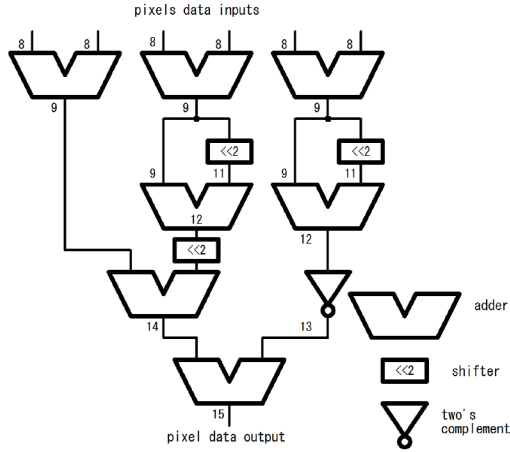 pixels data inputs
8 8 8 8 8 8
9 9 9
<<2 <<2
9 11 9 11
12 12
<<2
adder
14 13
<<2 shifter
15
two's
complement
pixel data output